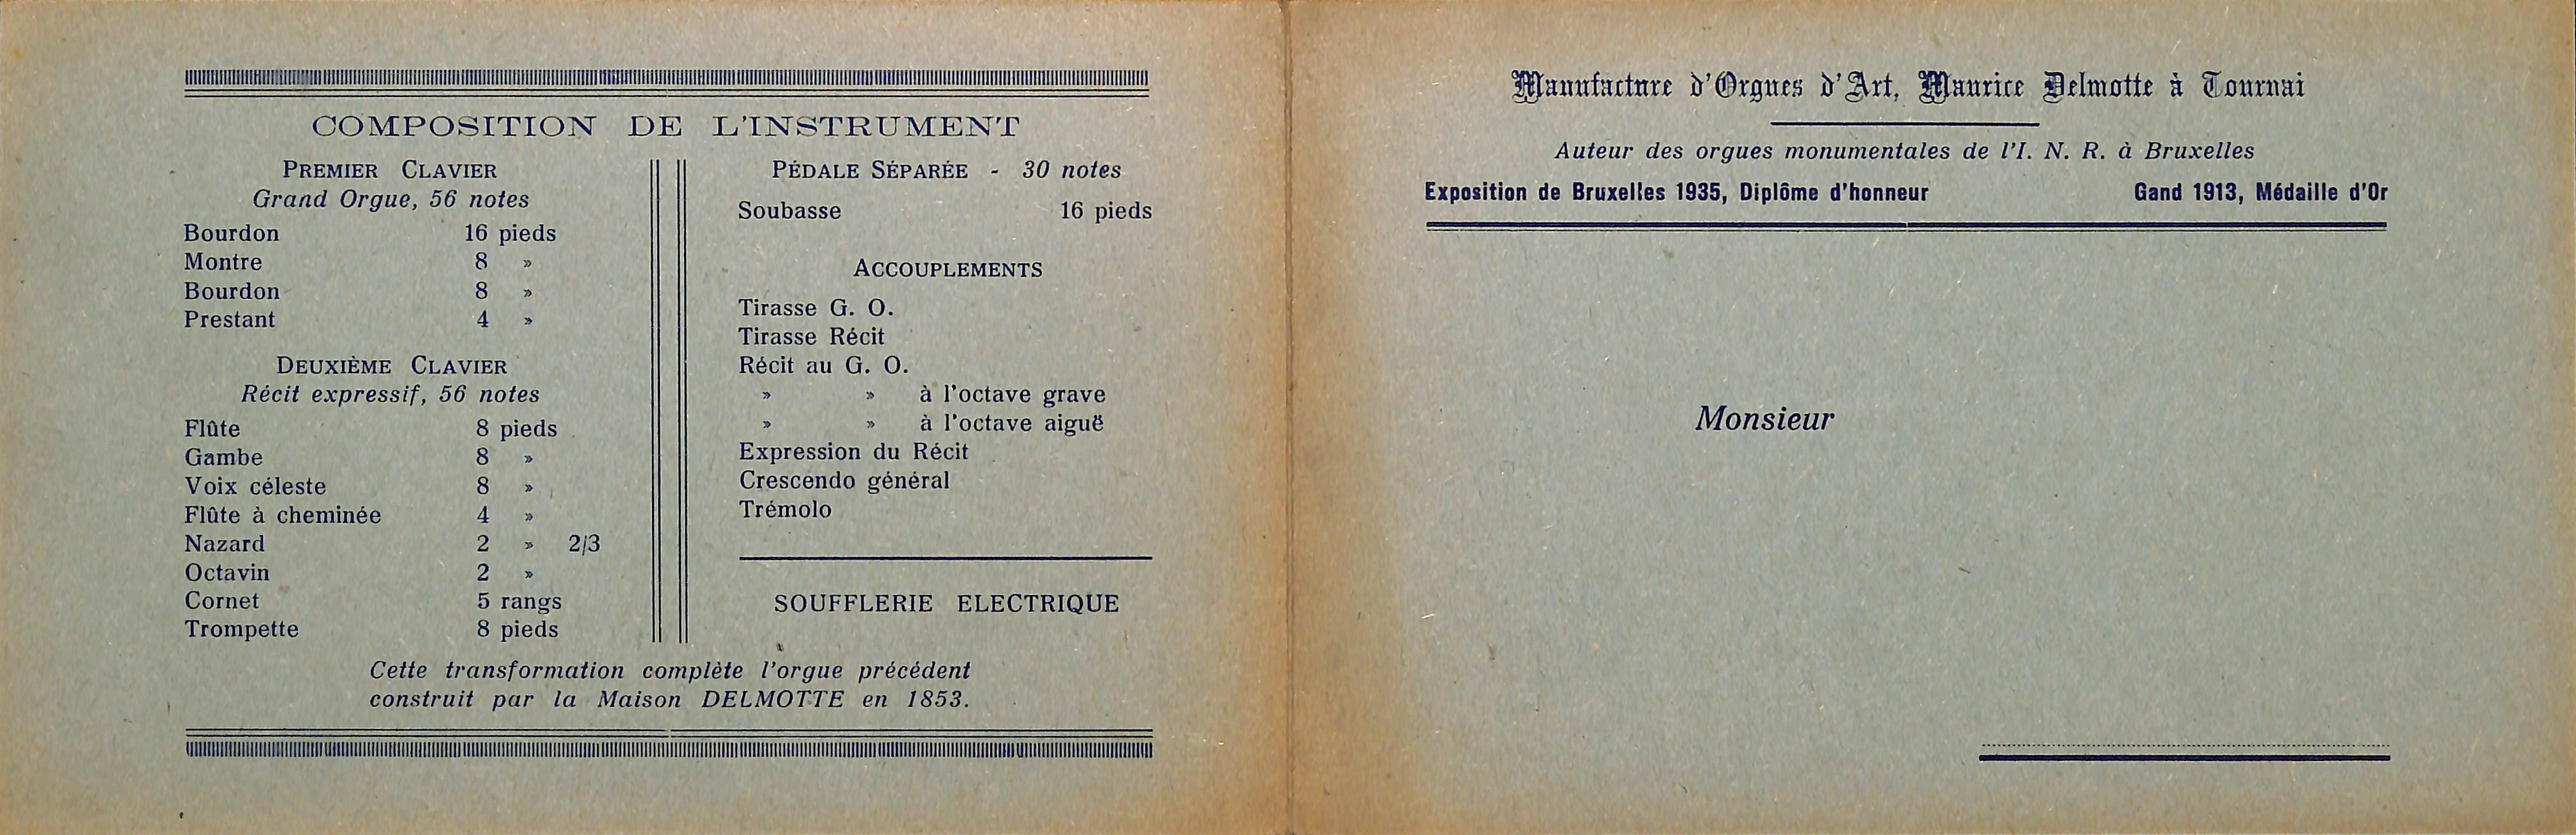 COMPOSITION DE L'INSTRUMENT
PREMIER CLAVIER
Grand Orgue, 56 notes
Bourdon 16 pieds
Montre 8 »
Bourdon 8 »
Prestant 4 »
DEUXIÈME CLAVIER
Récit expressif, 56 notes
Flûte 8 pieds
Gambe 8 »
Voix céleste 8 »
Flûte à cheminée 4 »
Nazard 2 » 2/3
Octavin 2 »
Cornet 5 rangs
Trompette 8 pieds
PÉDALE SÉPARÉE - 30 notes
Soubasse 16 pieds
ACCOUPLEMENTS
Tirasse G. O.
Tirasse Récit
Récit au G. O.
» » à l'octave grave
» » à l'octave aiguë
Expression du Récit
Crescendo général
Trémolo
SOUFFLERIE ELECTRIQUE
Cette transformation complète l'orgue précédent
construit par la Maison DELMOTTE en 1853.
Manufacture d'Orgues d'Art, Maurice Delmotte à Tournai
Auteur des orgues monumentales de l'I. N. R. à Bruxelles
Exposition de Bruxelles 1935, Diplôme d'honneur Gand 1913, Médaille d'Or
Monsieur